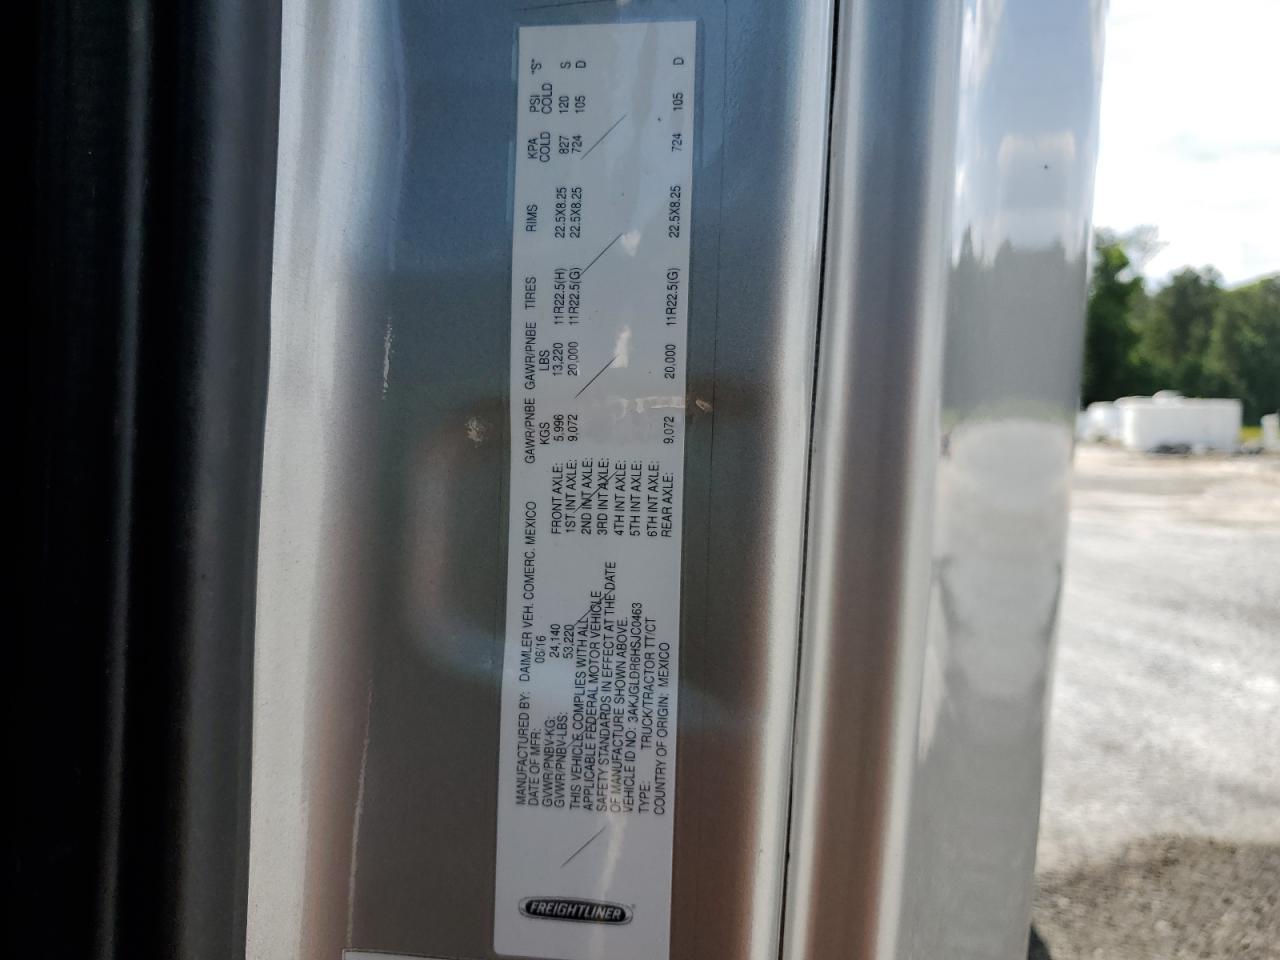 FREIGHTLINER
MANUFACTURED BY: DAIMLER VEH. COMERC. MEXICO
DATE OF MFR: 06/16
GVWR/PNBV-KG: 24,140
GVWR/PNBV-LBS: 53,220
THIS VEHICLE COMPLIES WITH ALL
APPLICABLE FEDERAL MOTOR VEHICLE
SAFETY STANDARDS IN EFFECT AT THE DATE
OF MANUFACTURE SHOWN ABOVE.
VEHICLE ID NO: 3AKJGLDR6HSJC0463
TYPE: TRUCK/TRACTOR TT/CT
COUNTRY OF ORIGIN: MEXICO
GAWR/PNBE GAWR/PNBE TIRES RIMS KPA PSI "S"
KGS LBS COLD COLD
FRONT AXLE: 5,996 13,220 11R22.5(H) 22.5X8.25 827 120 S
1ST. INT AXLE: 9,072 20,000 11R22.5(G) 22.5X8.25 724 105 D
2ND INT AXLE:
3RD INT AXLE:
4TH INT AXLE:
5TH INT AXLE:
6TH INT AXLE:
REAR AXLE: 9,072 20,000 11R22.5(G) 22.5X8.25 724 105 D